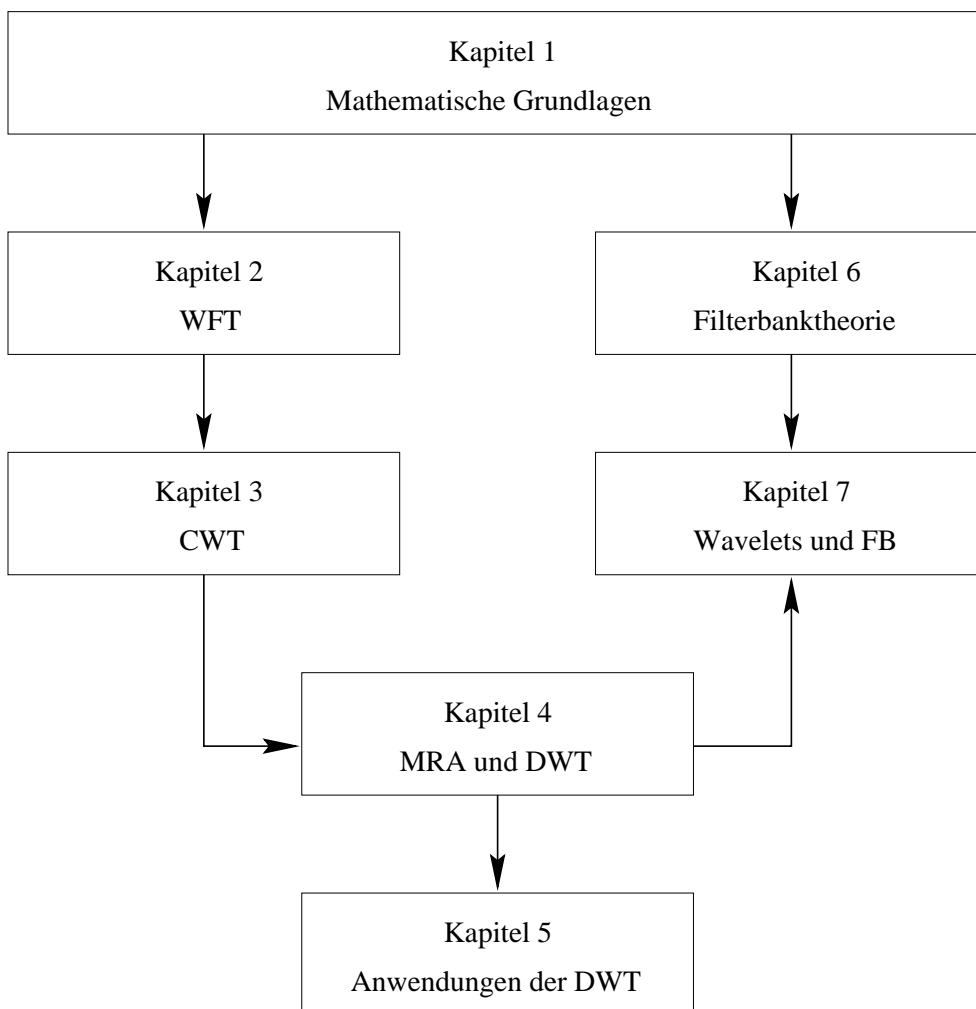 Kapitel 1
Mathematische Grundlagen
Kapitel 2
WFT
Kapitel 6
Filterbanktheorie
Kapitel 3
CWT
Kapitel 7
Wavelets und FB
Kapitel 4
MRA und DWT
Kapitel 5
Anwendungen der DWT